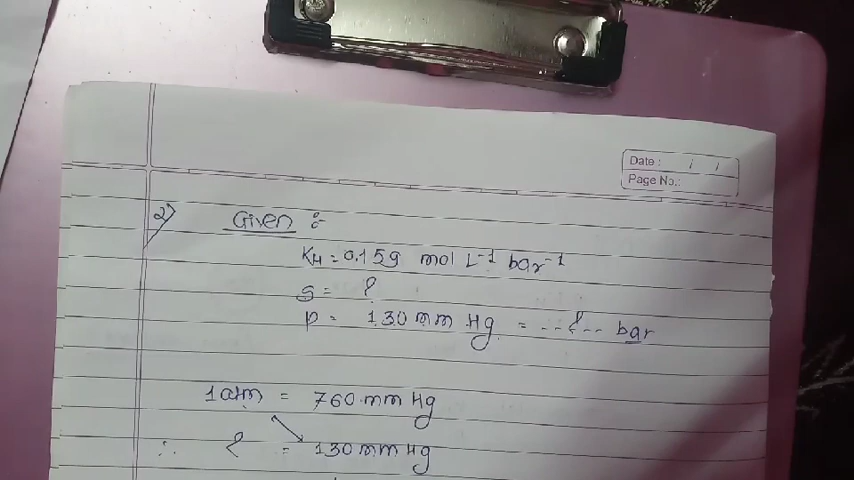 Date : / /
Page No.:
2) Given :-
KH = 0.159 mol L-1 bar-1
S = ?
P = 130 mm Hg = --?-- bar
1 atm = 760 mm Hg
∴ ? = 130 mm Hg